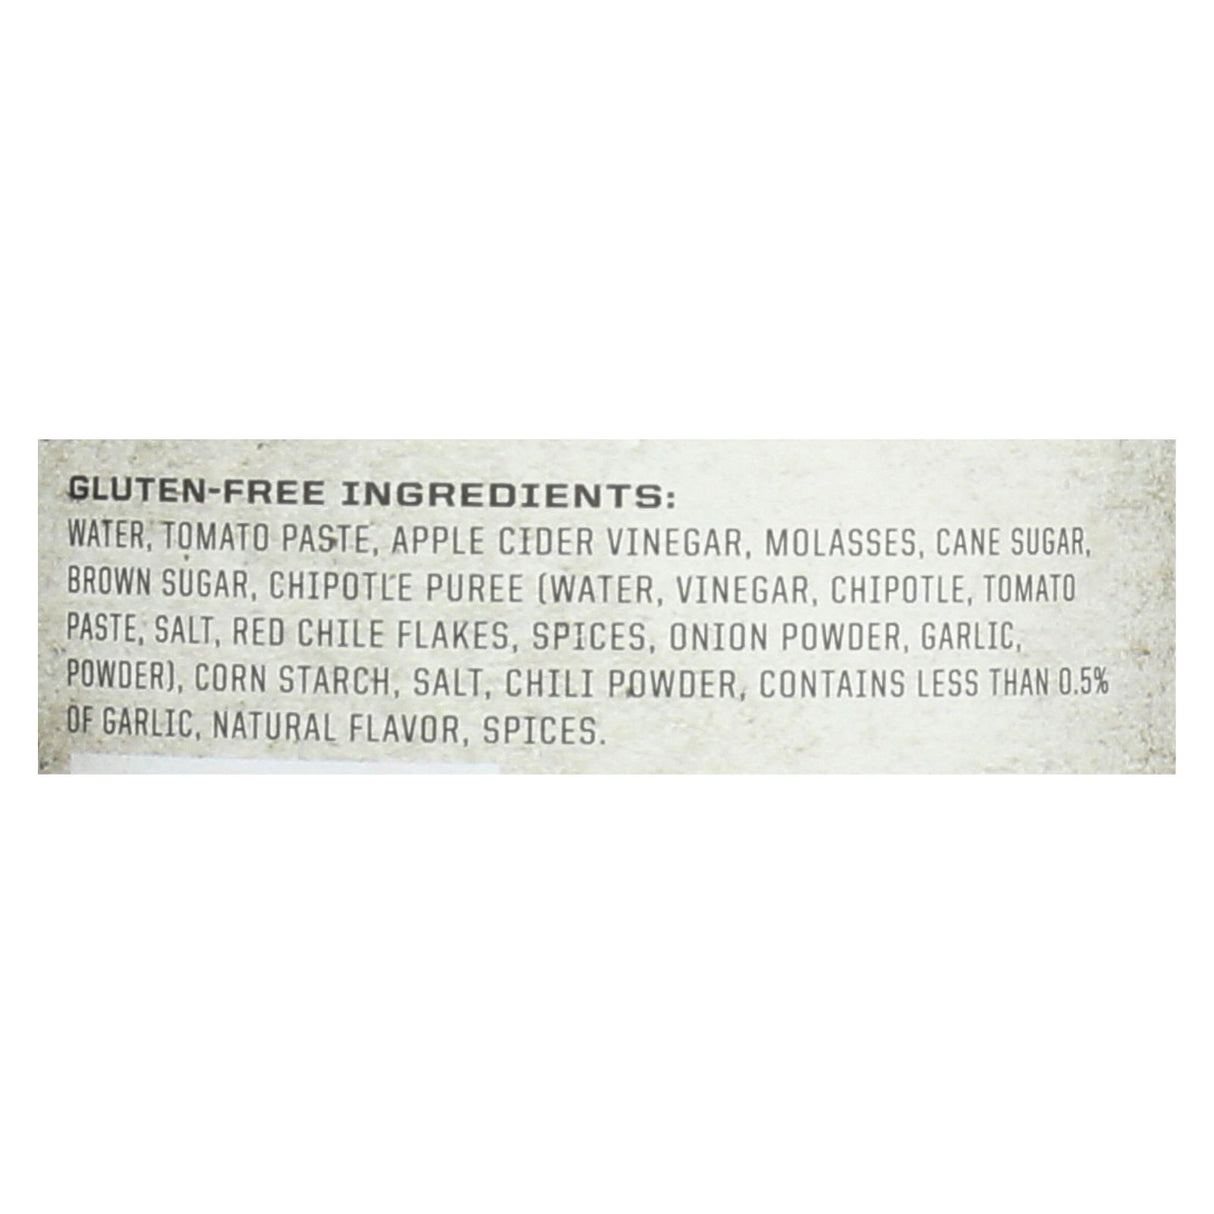 GLUTEN-FREE INGREDIENTS:
WATER, TOMATO PASTE, APPLE CIDER VINEGAR, MOLASSES, CANE SUGAR,
BROWN SUGAR, CHIPOTLE PUREE (WATER, VINEGAR, CHIPOTLE, TOMATO
PASTE, SALT, RED CHILE FLAKES, SPICES, ONION POWDER, GARLIC,
POWDER), CORN STARCH, SALT, CHILI POWDER, CONTAINS LESS THAN 0.5%
OF GARLIC, NATURAL FLAVOR, SPICES.